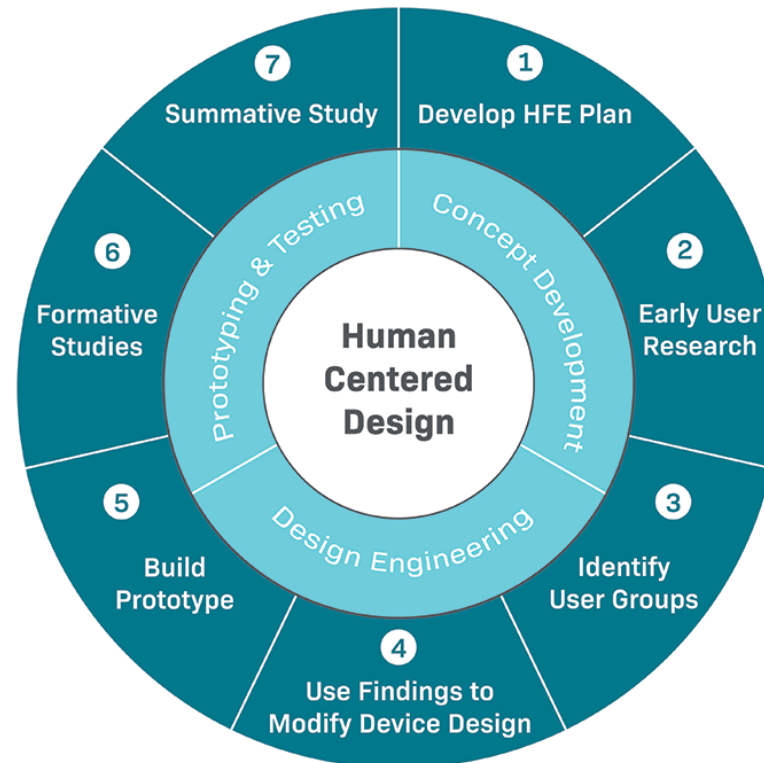 Human
Centered
Design
Concept Development
Design Engineering
Prototyping & Testing
1
Develop HFE Plan
2
Early User
Research
3
Identify
User Groups
4
Use Findings to
Modify Device Design
5
Build
Prototype
6
Formative
Studies
7
Summative Study